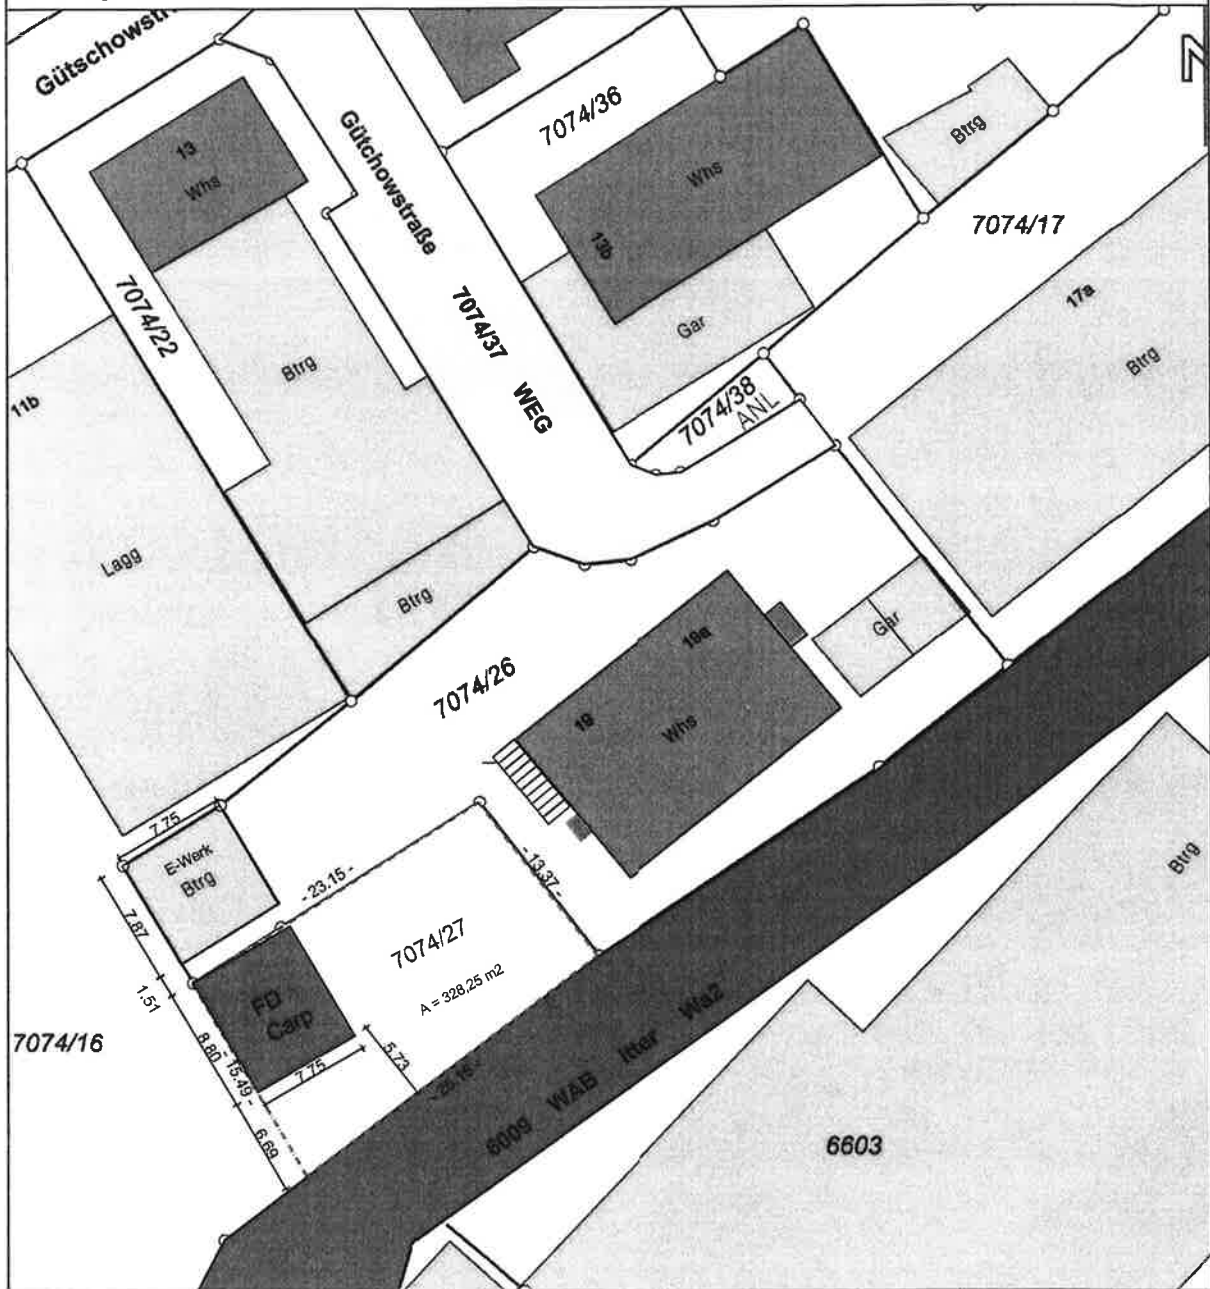 Gütschowstr
13
Whs
Gütchowstraße
7074/36
Whs
13b
Btrg
7074/17
7074/22
Btrg
7074/37 WEG
Gar
17a
Btrg
11b
7074/38
ANL
Lagg
Btrg
7074/26
19a
Gar
19
Whs
7.75
E-Werk
Btrg
- 23.15 -
- 13.37 -
Btrg
7.87
7074/27
A = 328,25 m2
1.51
FD
Carp
7074/16
8.80
- 15.49 -
7.75
5.73
6009 WAB Itter Wa2
6.69
6603